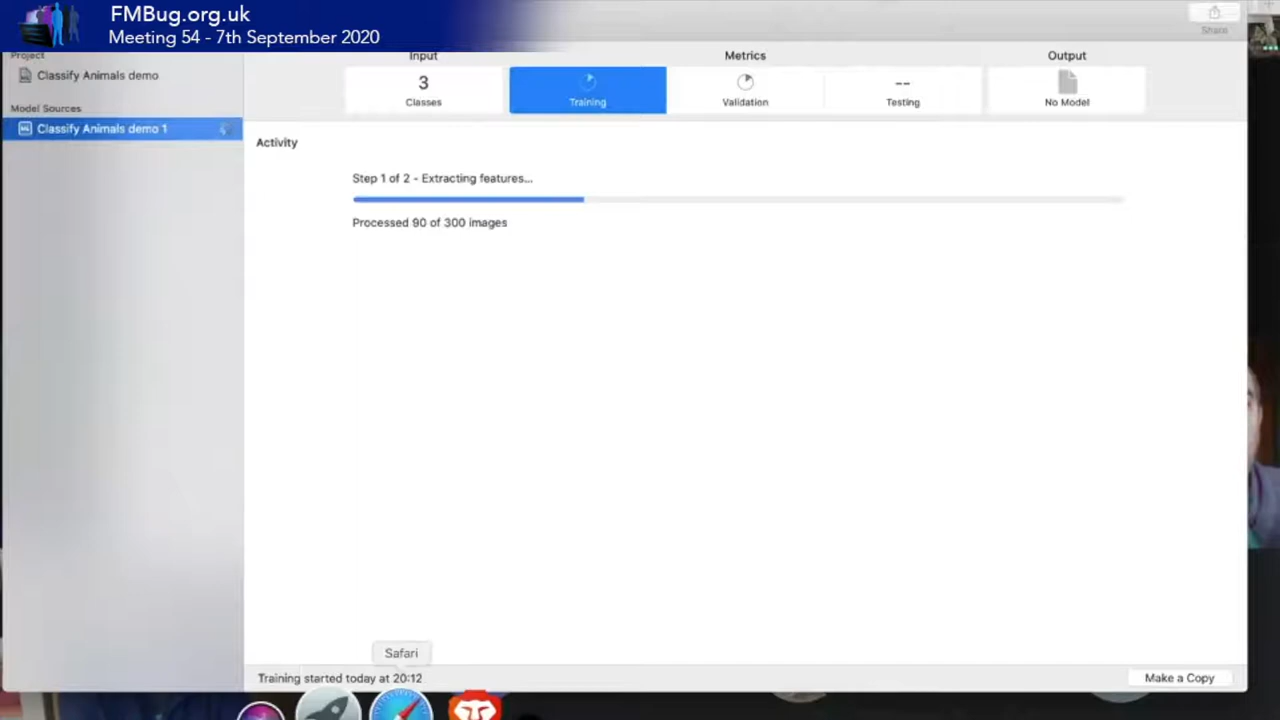 FMBug.org.uk
Meeting 54 - 7th September 2020
Share
Project
Classify Animals demo
Model Sources
Classify Animals demo 1
Input
Metrics
Output
3
--
Classes
Training
Validation
Testing
No Model
Activity
Step 1 of 2 - Extracting features...
Processed 90 of 300 images
Safari
Training started today at 20:12
Make a Copy